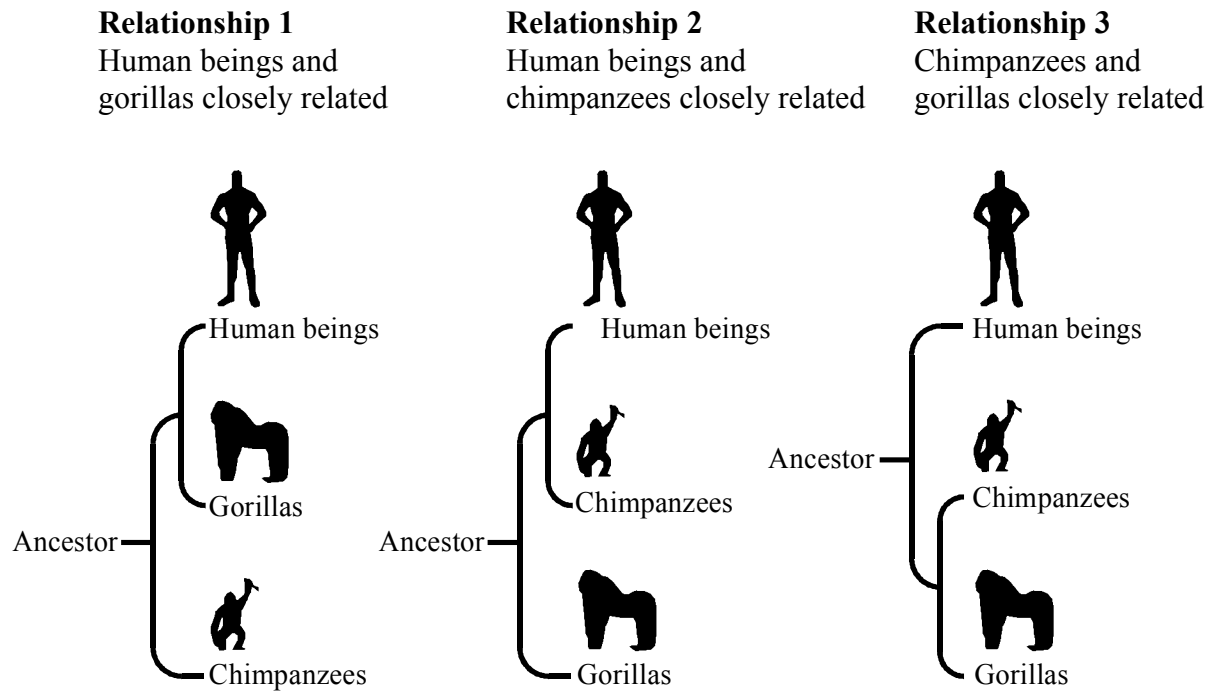 Relationship 1
Human beings and
gorillas closely related
Relationship 2
Human beings and
chimpanzees closely related
Relationship 3
Chimpanzees and
gorillas closely related
Human beings
Gorillas
Ancestor
Chimpanzees
Human beings
Chimpanzees
Ancestor
Gorillas
Human beings
Ancestor
Chimpanzees
Gorillas